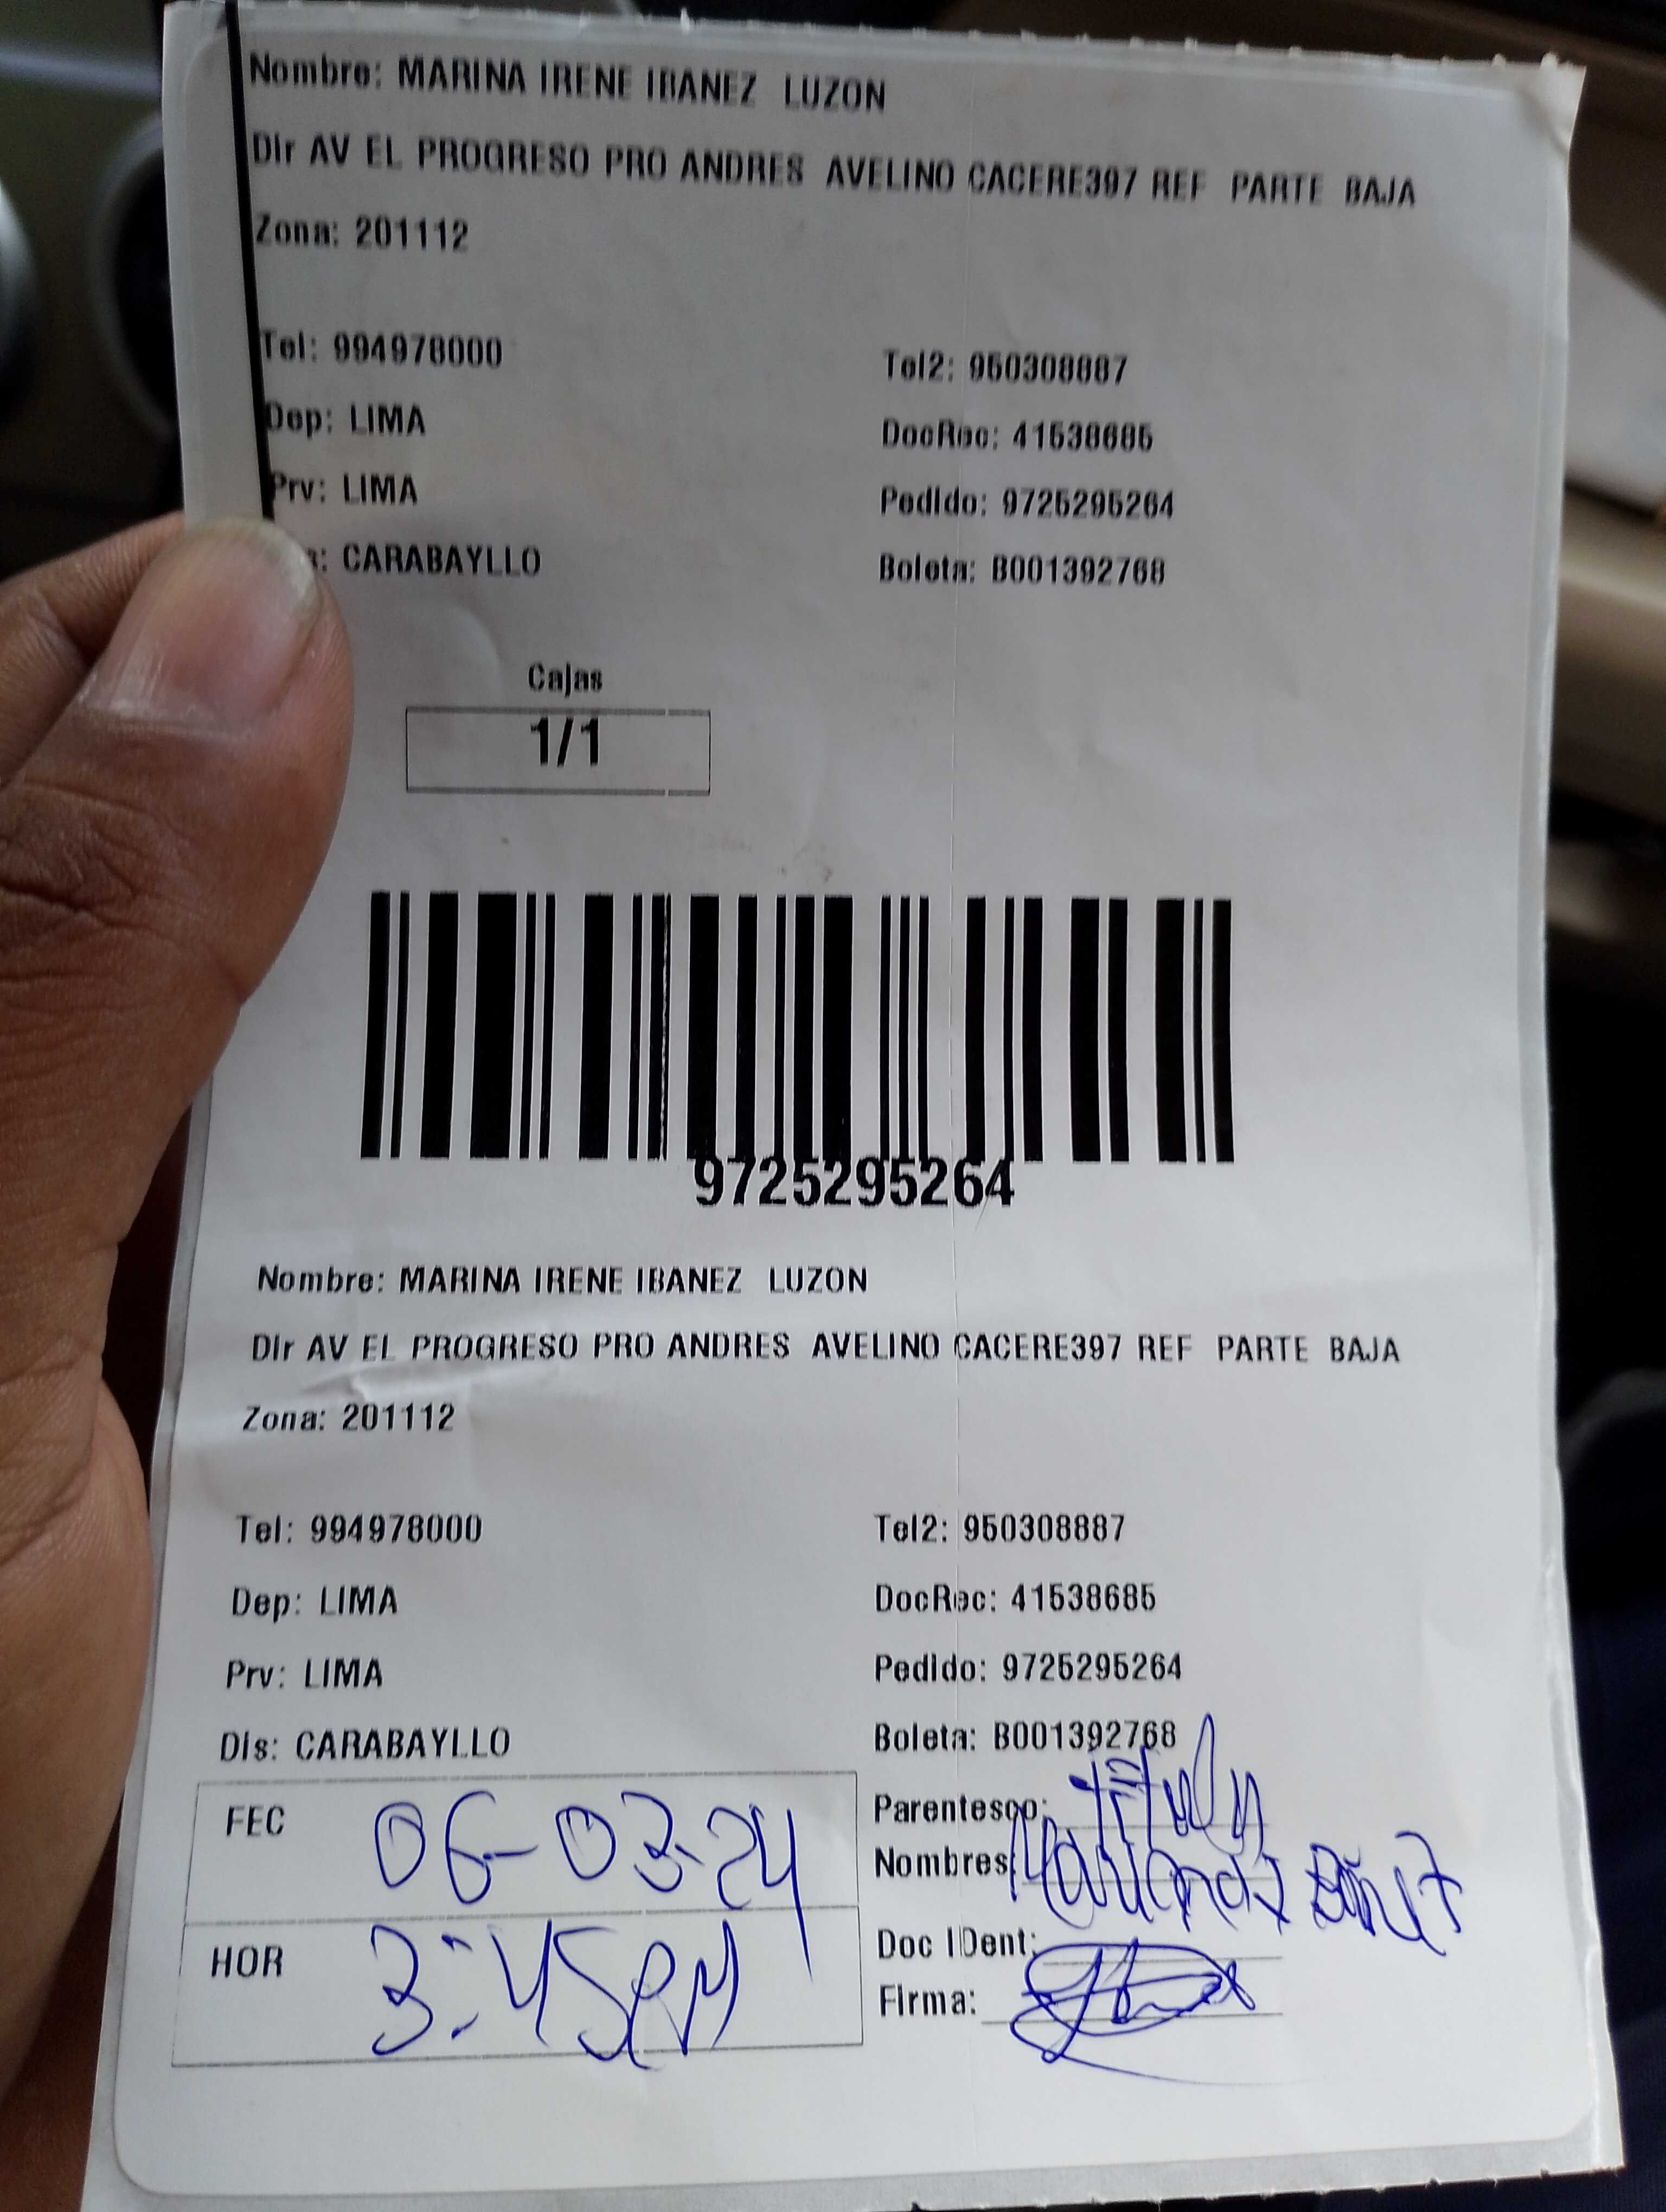 Nombre: MARINA IRENE IBANEZ LUZON
Dir AV EL PROGRESO PRO ANDRES AVELINO CACERE397 REF PARTE BAJA
Zona: 201112
Tel: 994978000 Tel2: 950308887
Dep: LIMA DocRec: 41538685
Prv: LIMA Pedido: 9725295264
: CARABAYLLO Boleta: B001392768
Cajas
1/1
9725295264
Nombre: MARINA IRENE IBANEZ LUZON
Dir AV EL PROGRESO PRO ANDRES AVELINO CACERE397 REF PARTE BAJA
Zona: 201112
Tel: 994978000 Tel2: 950308887
Dep: LIMA DocRec: 41538685
Prv: LIMA Pedido: 9725295264
Dis: CARABAYLLO Boleta: B001392768
FEC 06-03-24 Parentesco:
Nombres:
HOR 3:45PM Doc IDent:
Firma: